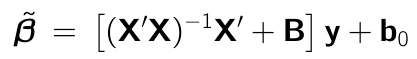 β̃ = [(X′X)⁻¹X′ + B] y + b₀